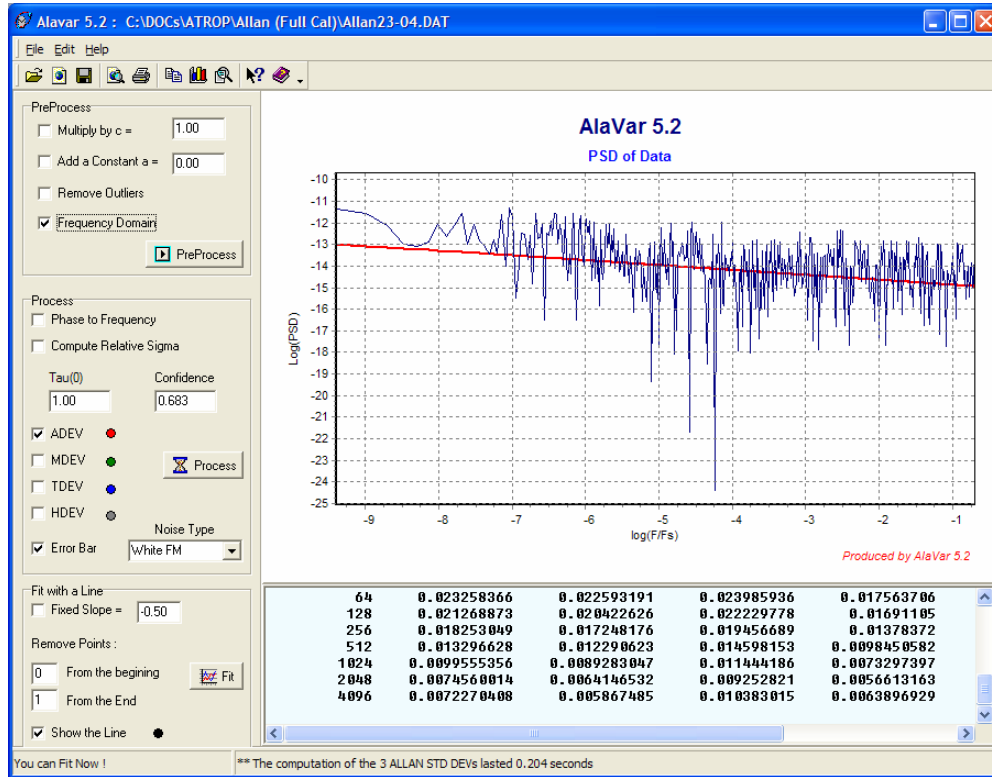 Alavar 5.2 : C:\DOCs\ATROP\Allan (Full Cal)\Allan23-04.DAT
File Edit Help
PreProcess
Multiply by c = 1.00
Add a Constant a = 0.00
Remove Outliers
Frequency Domain
PreProcess
Process
Phase to Frequency
Compute Relative Sigma
Tau(0) Confidence
1.00 0.683
ADEV
MDEV
Process
TDEV
HDEV
Noise Type
Error Bar White FM
Fit with a Line
Fixed Slope = -0.50
Remove Points :
0 From the begining
Fit
1 From the End
Show the Line
AlaVar 5.2
PSD of Data
Log(PSD)
-10
-11
-12
-13
-14
-15
-16
-17
-18
-19
-20
-21
-22
-23
-24
-25
-9 -8 -7 -6 -5 -4 -3 -2 -1
log(F/Fs)
Produced by AlaVar 5.2
64 0.023258366 0.022593191 0.023985936 0.017563706
128 0.021268873 0.020422626 0.022229778 0.01691105
256 0.018253049 0.017248176 0.019456689 0.01378372
512 0.013296628 0.012290623 0.014598153 0.0098450582
1024 0.0099555356 0.0089283047 0.011444186 0.0073297397
2048 0.0074560014 0.0064146532 0.009252821 0.0056613163
4096 0.0072270408 0.005867485 0.010383015 0.0063896929
You can Fit Now ! ** The computation of the 3 ALLAN STD DEVs lasted 0.204 seconds